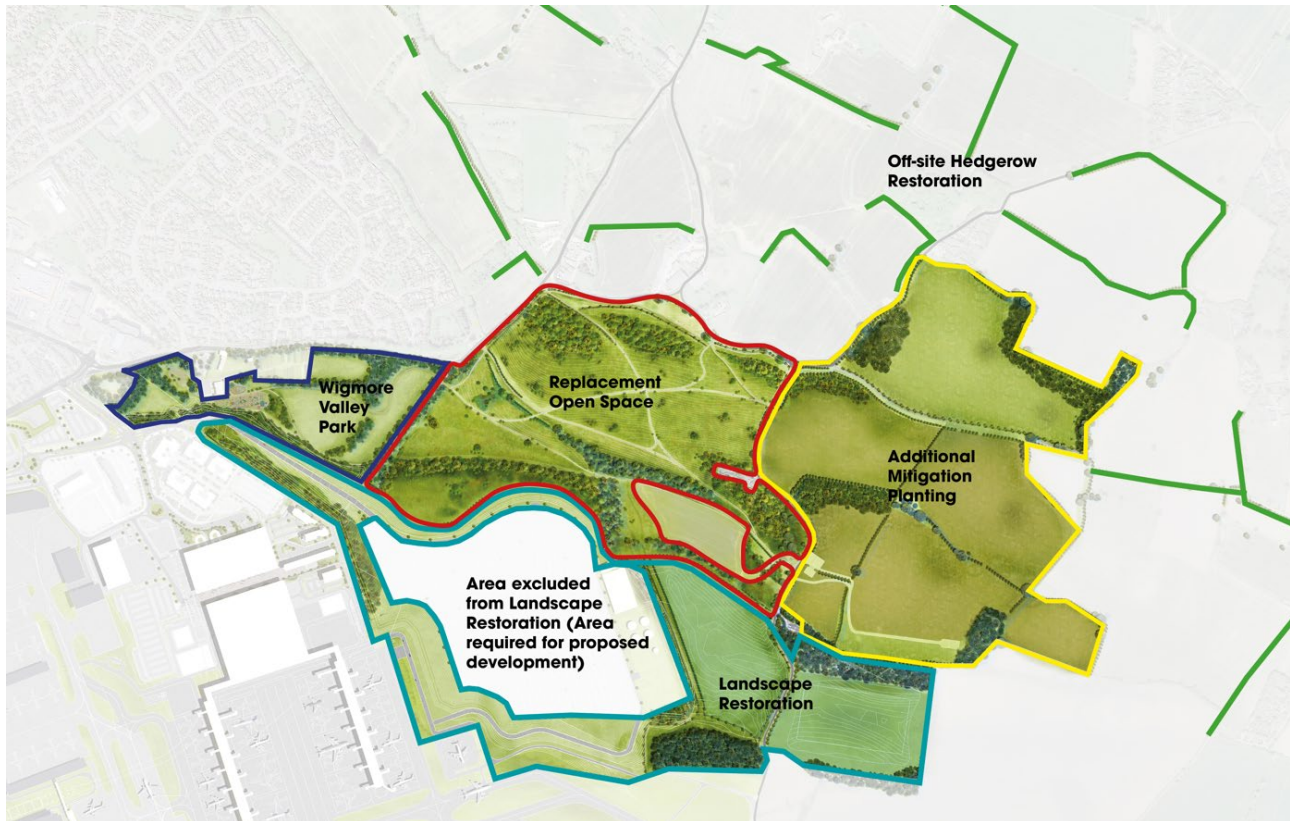 Off-site Hedgerow
Restoration
Wigmore
Valley
Park
Replacement
Open Space
Additional
Mitigation
Planting
Area excluded
from Landscape
Restoration (Area
required for proposed
development)
Landscape
Restoration